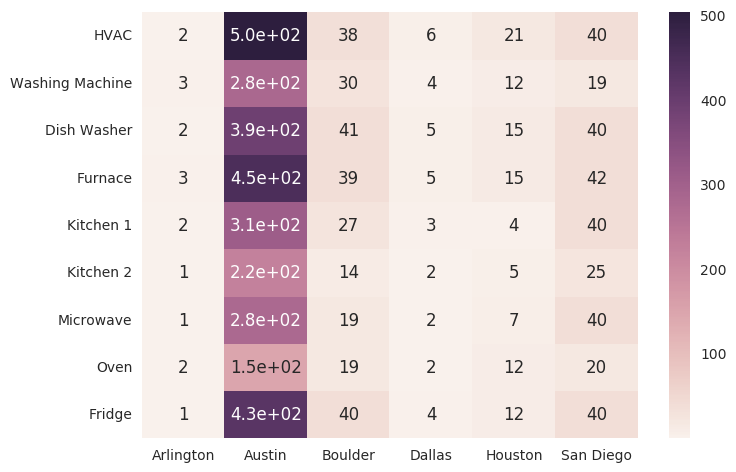 HVAC 2 5.0e+02 38 6 21 40
Washing Machine 3 2.8e+02 30 4 12 19
Dish Washer 2 3.9e+02 41 5 15 40
Furnace 3 4.5e+02 39 5 15 42
Kitchen 1 2 3.1e+02 27 3 4 40
Kitchen 2 1 2.2e+02 14 2 5 25
Microwave 1 2.8e+02 19 2 7 40
Oven 2 1.5e+02 19 2 12 20
Fridge 1 4.3e+02 40 4 12 40
Arlington Austin Boulder Dallas Houston San Diego
500
400
300
200
100